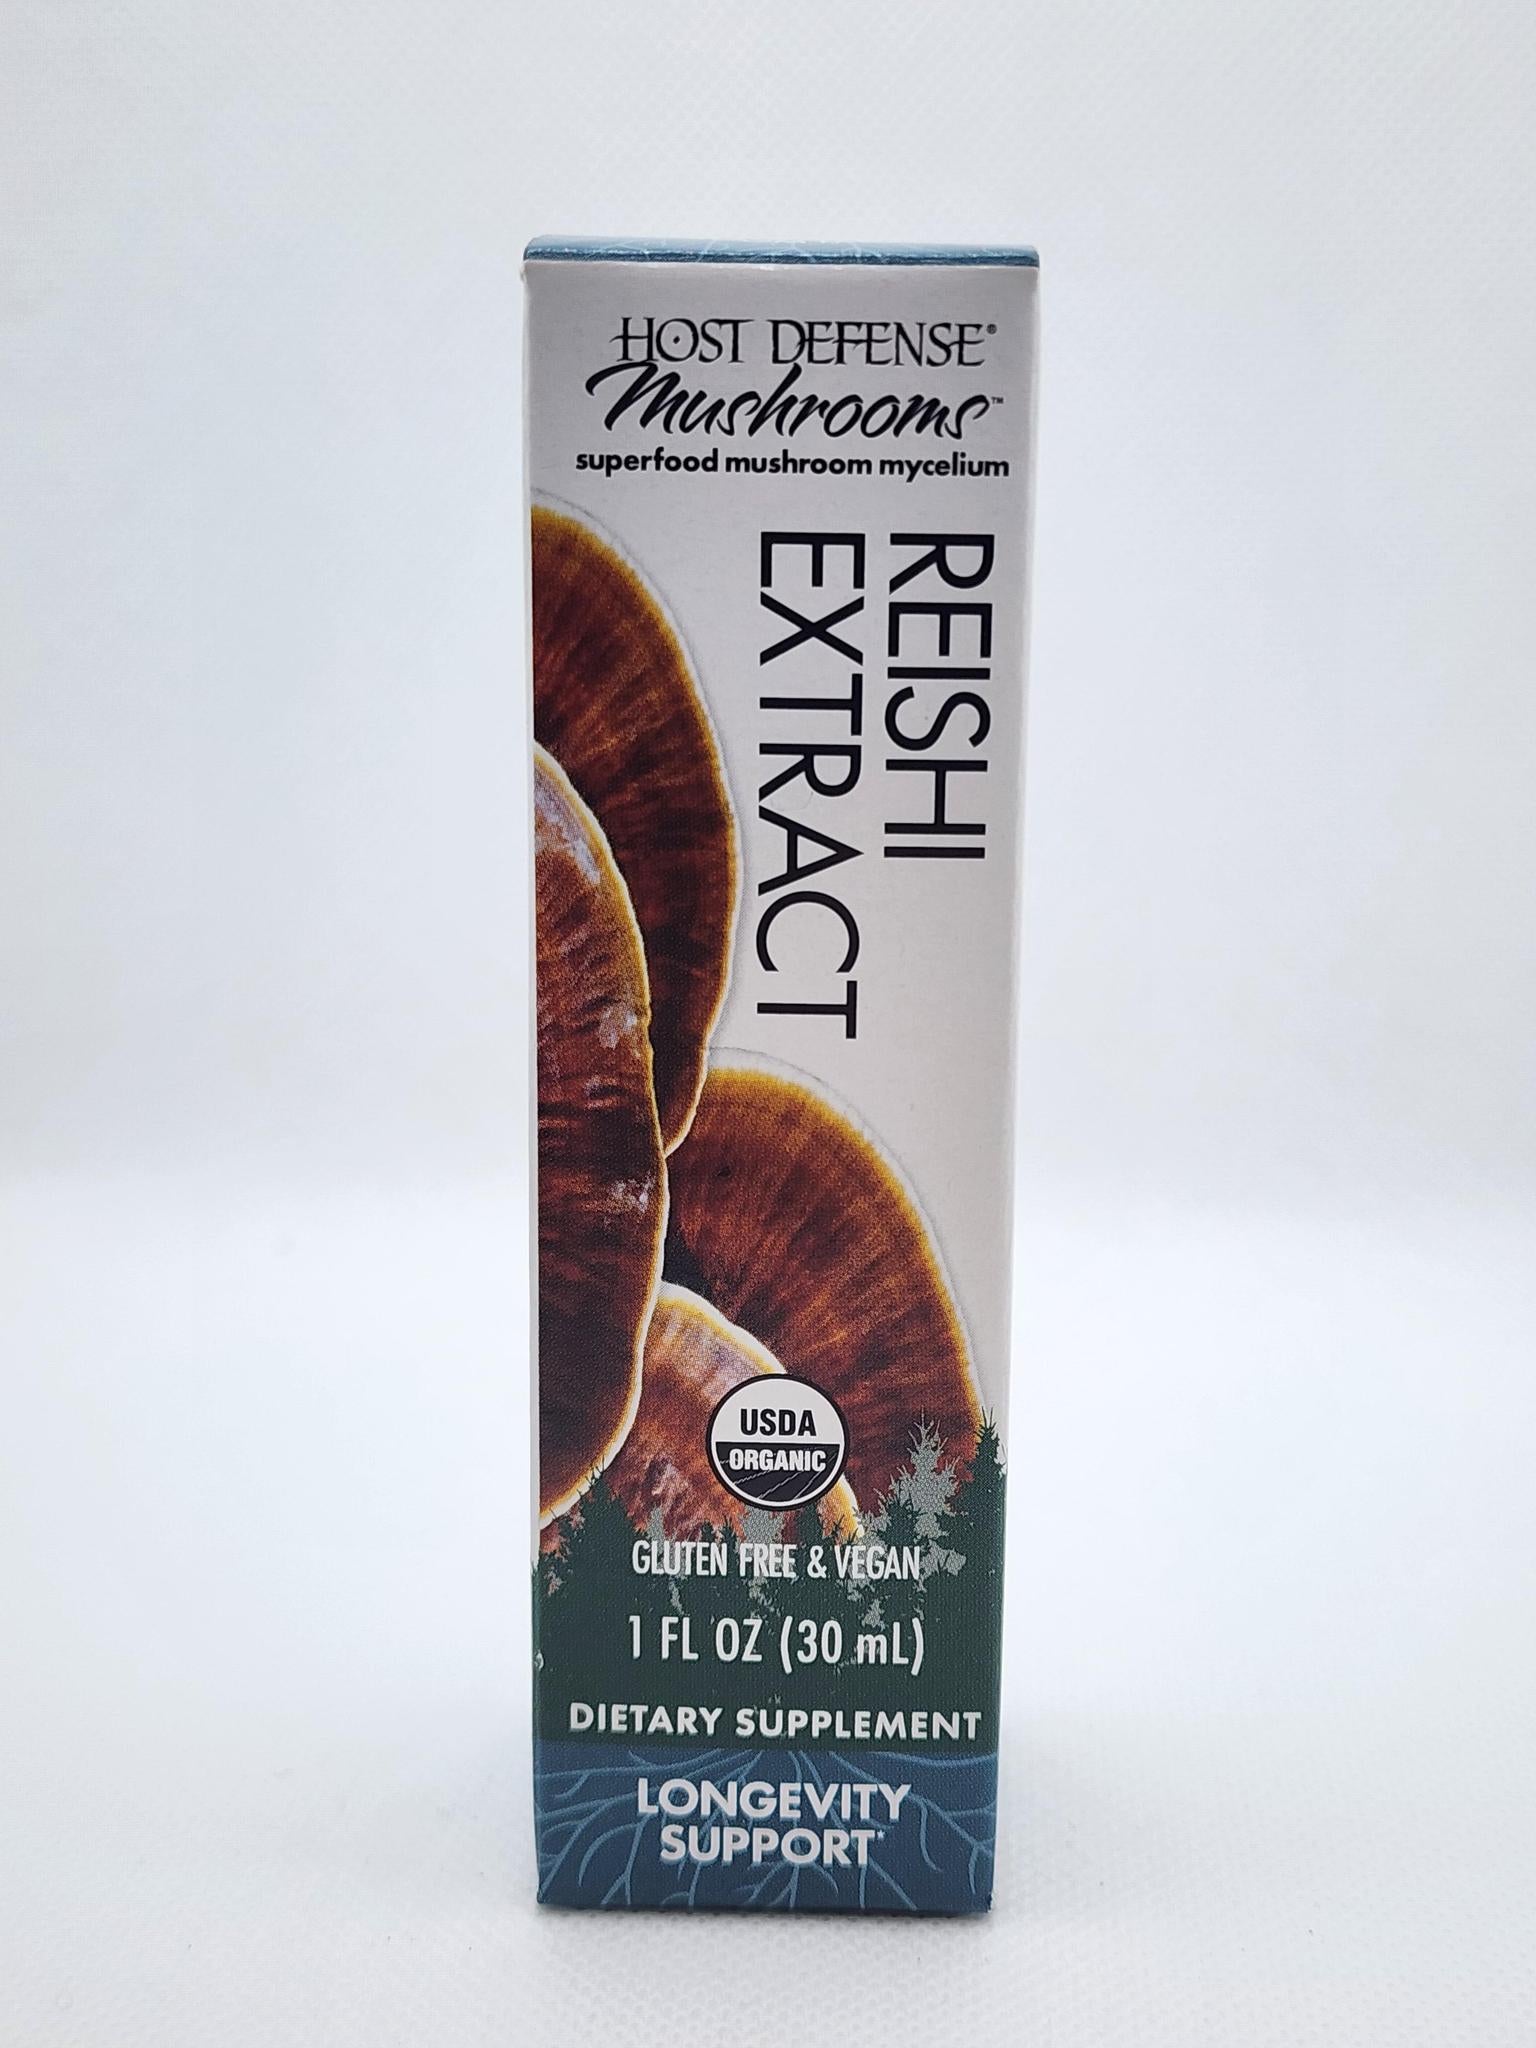 HOST DEFENSE®
Mushrooms™
superfood mushroom mycelium
REISHI
EXTRACT
USDA
ORGANIC
GLUTEN FREE & VEGAN
1 FL OZ (30 mL)
DIETARY SUPPLEMENT
LONGEVITY
SUPPORT*